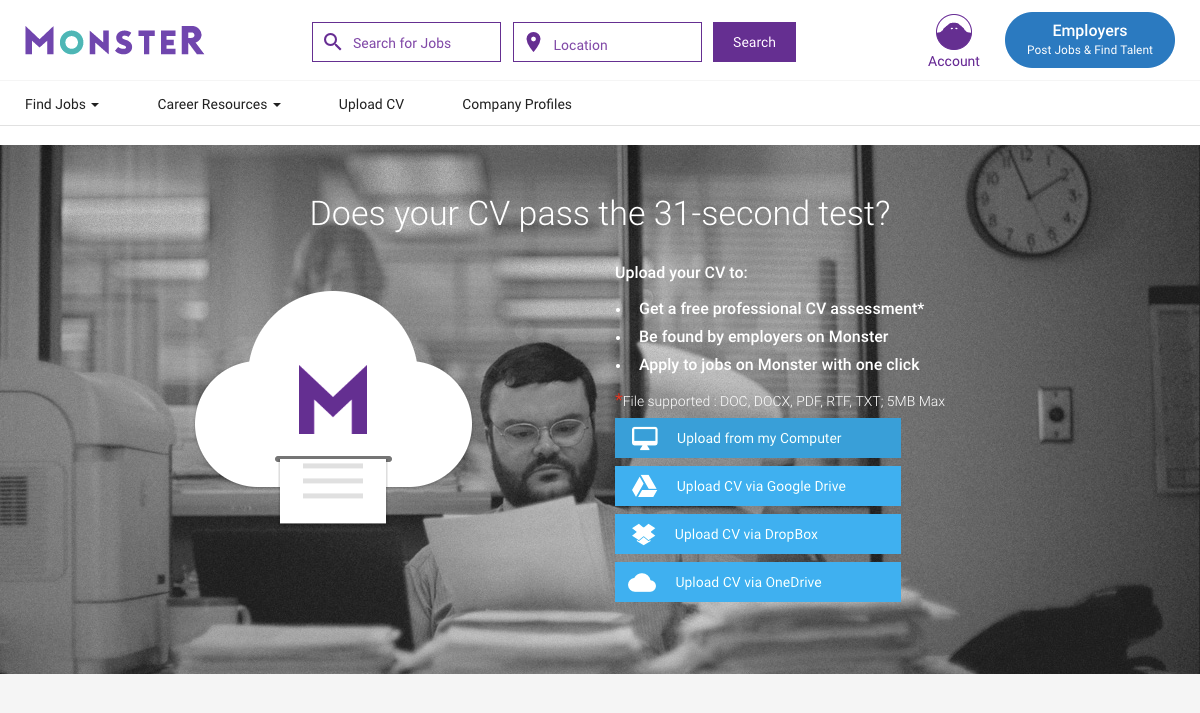 MONSTER
Search for Jobs
Location
Search
Account
Employers
Post Jobs & Find Talent
Find Jobs
Career Resources
Upload CV
Company Profiles
Does your CV pass the 31-second test?
Upload your CV to:
• Get a free professional CV assessment*
• Be found by employers on Monster
• Apply to jobs on Monster with one click
*File supported : DOC, DOCX, PDF, RTF, TXT; 5MB Max
M
Upload from my Computer
Upload CV via Google Drive
Upload CV via DropBox
Upload CV via OneDrive